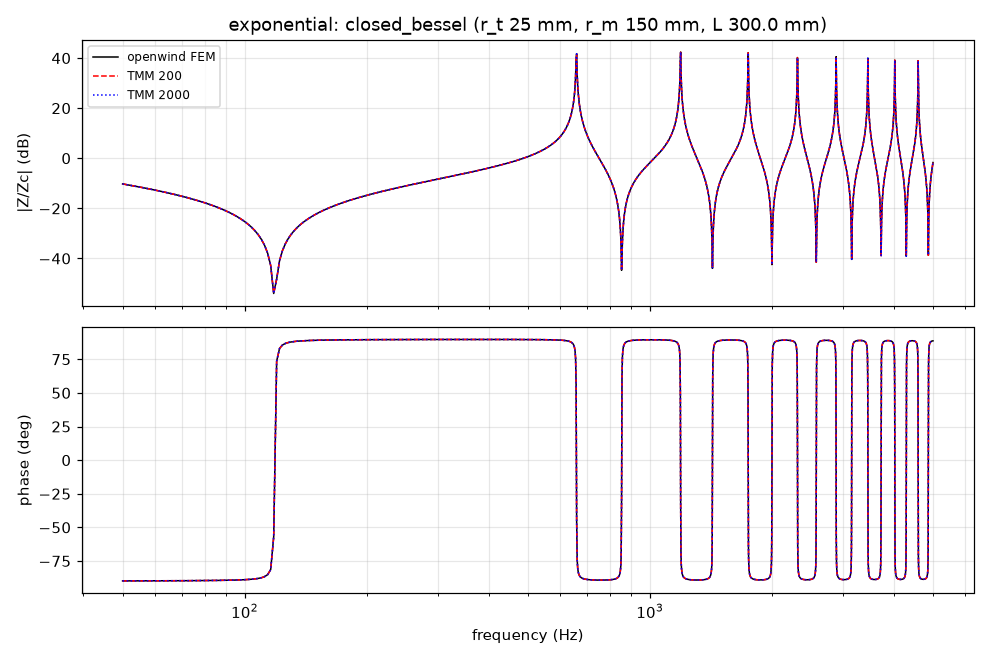 exponential: closed_bessel (r_t 25 mm, r_m 150 mm, L 300.0 mm)
openwind FEM
TMM 200
TMM 2000
|Z/Zc| (dB)
40
20
0
−20
−40
phase (deg)
75
50
25
0
−25
−50
−75
10² 10³
frequency (Hz)